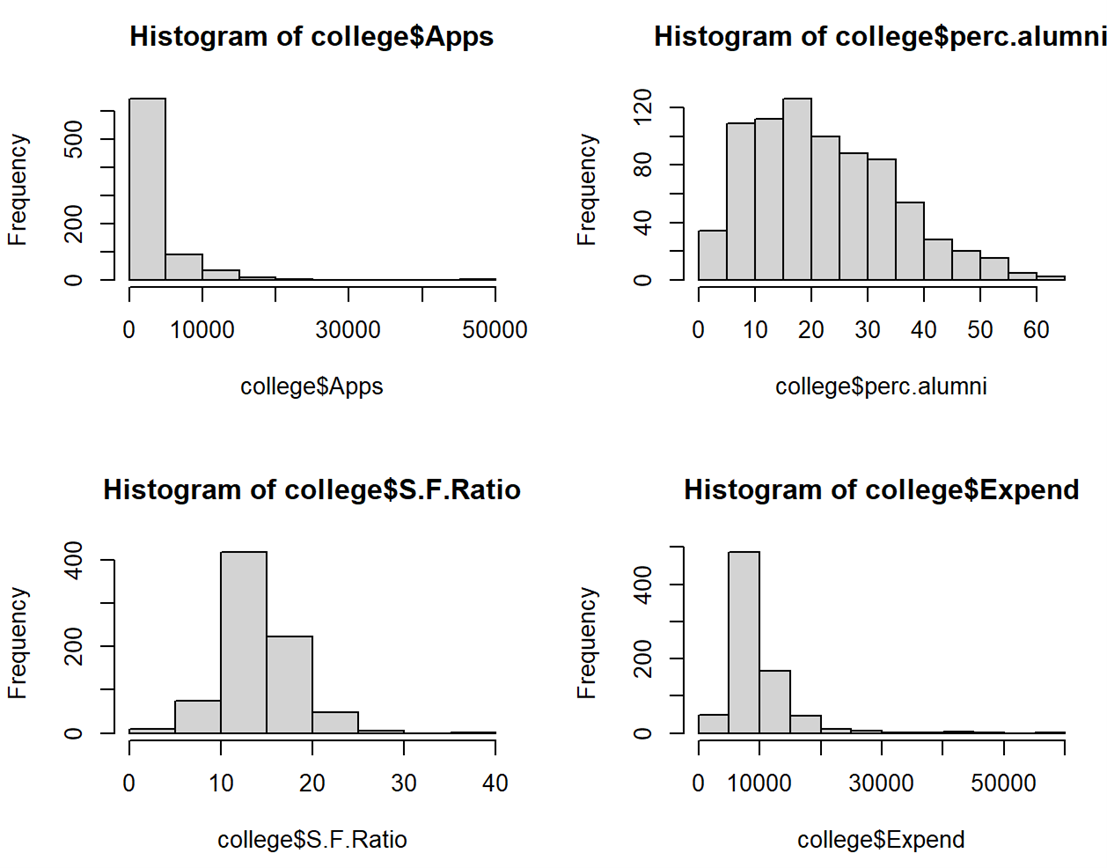 Histogram of college$Apps
Frequency
0 200 500
0 10000 30000 50000
college$Apps
Histogram of college$perc.alumni
Frequency
0 40 80 120
0 10 20 30 40 50 60
college$perc.alumni
Histogram of college$S.F.Ratio
Frequency
0 200 400
0 10 20 30 40
college$S.F.Ratio
Histogram of college$Expend
Frequency
0 200 400
0 10000 30000 50000
college$Expend